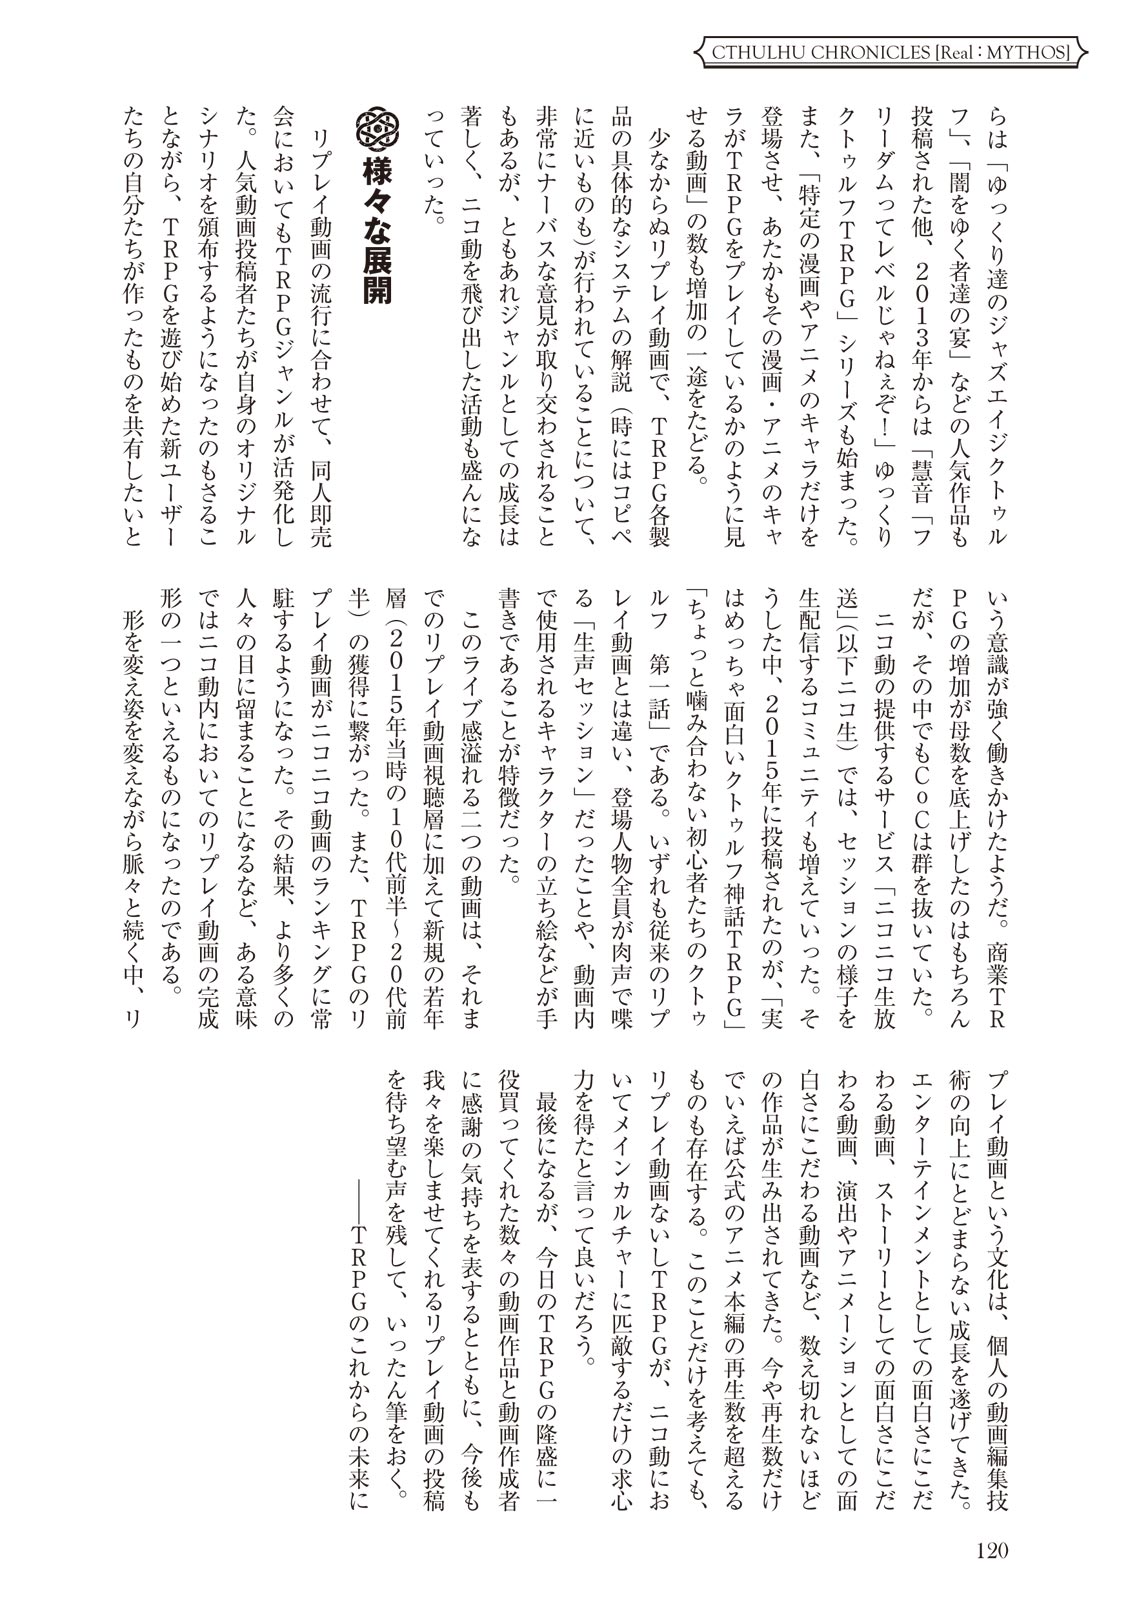 CTHULHU CHRONICLES [Real：MYTHOS]
らは「ゆっくり達のジャズエイジクトゥル
フ」、「闇をゆく者達の宴」などの人気作品も
投稿された他、２０１３年からは「慧音「フ
リーダムってレベルじゃねぇぞ！」ゆっくり
クトゥルフＴＲＰＧ」シリーズも始まった。
また、「特定の漫画やアニメのキャラだけを
登場させ、あたかもその漫画・アニメのキャ
ラがＴＲＰＧをプレイしているかのように見
せる動画」の数も増加の一途をたどる。
　少なからぬリプレイ動画で、ＴＲＰＧ各製
品の具体的なシステムの解説（時にはコピペ
に近いものも）が行われていることについて、
非常にナーバスな意見が取り交わされること
もあるが、ともあれジャンルとしての成長は
著しく、ニコ動を飛び出した活動も盛んにな
っていった。
様々な展開
　リプレイ動画の流行に合わせて、同人即売
会においてもＴＲＰＧジャンルが活発化し
た。人気動画投稿者たちが自身のオリジナル
シナリオを頒布するようになったのもさるこ
とながら、ＴＲＰＧを遊び始めた新ユーザー
たちの自分たちが作ったものを共有したいと
いう意識が強く働きかけたようだ。商業ＴＲ
ＰＧの増加が母数を底上げしたのはもちろん
だが、その中でもＣｏＣは群を抜いていた。
　ニコ動の提供するサービス「ニコニコ生放
送」（以下ニコ生）では、セッションの様子を
生配信するコミュニティも増えていった。そ
うした中、２０１５年に投稿されたのが、「実
はめっちゃ面白いクトゥルフ神話ＴＲＰＧ」
「ちょっと噛み合わない初心者たちのクトゥ
ルフ　第一話」である。いずれも従来のリプ
レイ動画とは違い、登場人物全員が肉声で喋
る「生声セッション」だったことや、動画内
で使用されるキャラクターの立ち絵などが手
書きであることが特徴だった。
　このライブ感溢れる二つの動画は、それま
でのリプレイ動画視聴層に加えて新規の若年
層（２０１５年当時の１０代前半～２０代前
半）の獲得に繋がった。また、ＴＲＰＧのリ
プレイ動画がニコニコ動画のランキングに常
駐するようになった。その結果、より多くの
人々の目に留まることになるなど、ある意味
ではニコ動内においてのリプレイ動画の完成
形の一つといえるものになったのである。
　形を変え姿を変えながら脈々と続く中、リ
プレイ動画という文化は、個人の動画編集技
術の向上にとどまらない成長を遂げてきた。
エンターテインメントとしての面白さにこだ
わる動画、ストーリーとしての面白さにこだ
わる動画、演出やアニメーションとしての面
白さにこだわる動画など、数え切れないほど
の作品が生み出されてきた。今や再生数だけ
でいえば公式のアニメ本編の再生数を超える
ものも存在する。このことだけを考えても、
リプレイ動画ないしＴＲＰＧが、ニコ動にお
いてメインカルチャーに匹敵するだけの求心
力を得たと言って良いだろう。
　最後になるが、今日のＴＲＰＧの隆盛に一
役買ってくれた数々の動画作品と動画作成者
に感謝の気持ちを表するとともに、今後も
我々を楽しませてくれるリプレイ動画の投稿
を待ち望む声を残して、いったん筆をおく。
――ＴＲＰＧのこれからの未来に
120